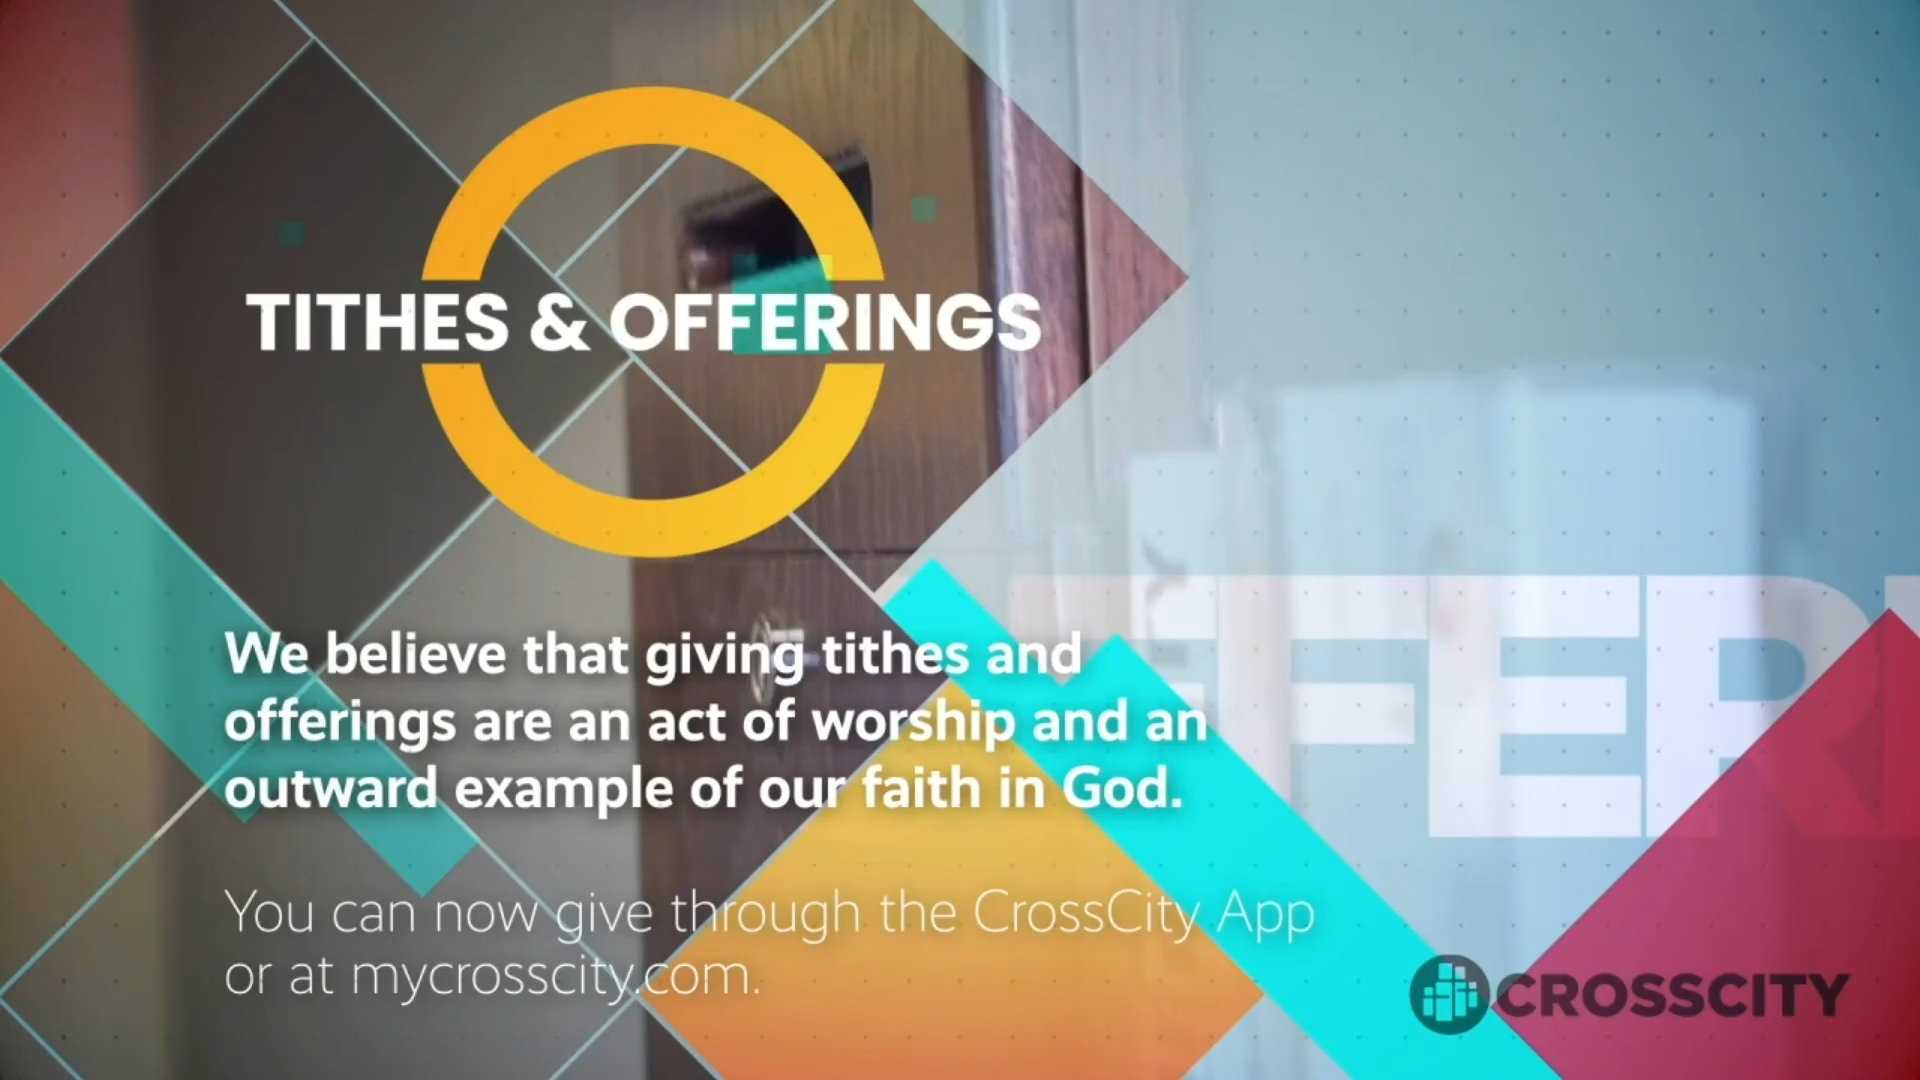 TITHES & OFFERINGS
FFERI
We believe that giving tithes and
offerings are an act of worship and an
outward example of our faith in God.
You can now give through the CrossCity App
or at mycrosscity.com.
CROSSCITY